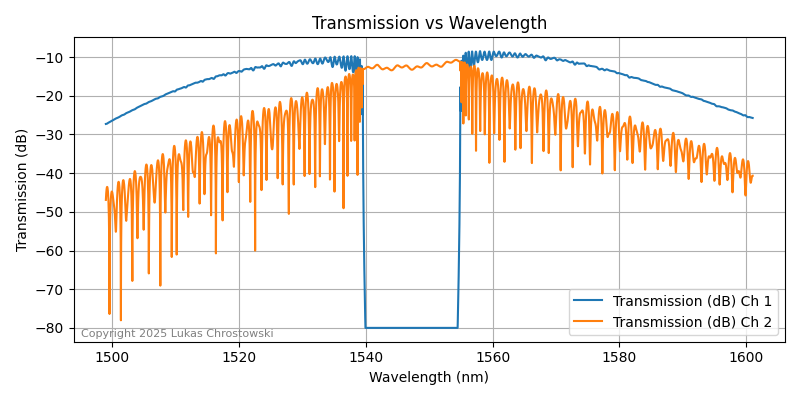 Transmission vs Wavelength
Transmission (dB)
−10
−20
−30
−40
−50
−60
−70
−80
Copyright 2025 Lukas Chrostowski
Transmission (dB) Ch 1
Transmission (dB) Ch 2
1500
1520
1540
1560
1580
1600
Wavelength (nm)